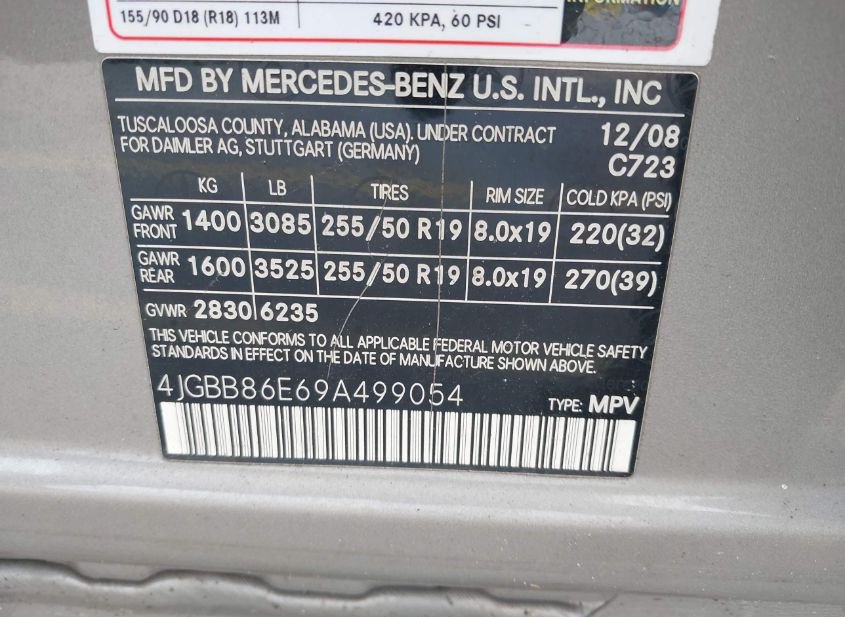 INFORMATION
155/90 D18 (R18) 113M 420 KPA, 60 PSI
MFD BY MERCEDES-BENZ U.S. INTL., INC
TUSCALOOSA COUNTY, ALABAMA (USA), UNDER CONTRACT 12/08
FOR DAIMLER AG, STUTTGART (GERMANY) C723
KG LB TIRES RIM SIZE COLD KPA (PSI)
GAWR FRONT 1400 3085 255/50 R19 8.0x19 220(32)
GAWR REAR 1600 3525 255/50 R19 8.0x19 270(39)
GVWR 2830 6235
THIS VEHICLE CONFORMS TO ALL APPLICABLE FEDERAL MOTOR VEHICLE SAFETY
STANDARDS IN EFFECT ON THE DATE OF MANUFACTURE SHOWN ABOVE.
4JGBB86E69A499054 TYPE: MPV